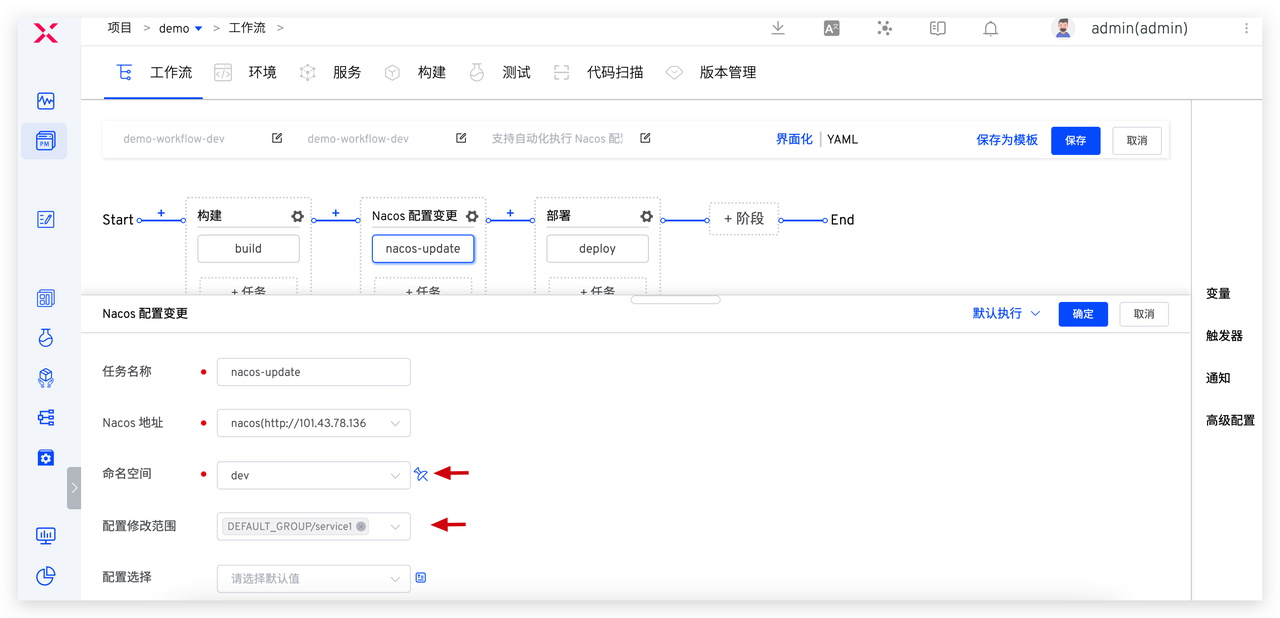 项目 > demo > 工作流 >
admin(admin)
工作流 环境 服务 构建 测试 代码扫描 版本管理
demo-workflow-dev demo-workflow-dev 支持自动化执行 Nacos 配 界面化 | YAML 保存为模板 保存 取消
Start 构建 Nacos 配置变更 部署 + 阶段 End
build nacos-update deploy
+ 任务 + 任务 + 任务
Nacos 配置变更 默认执行 确定 取消
任务名称 nacos-update
Nacos 地址 nacos(http://101.43.78.136
命名空间 dev
配置修改范围 DEFAULT_GROUP/service1
配置选择 请选择默认值
变量
触发器
通知
高级配置
PM